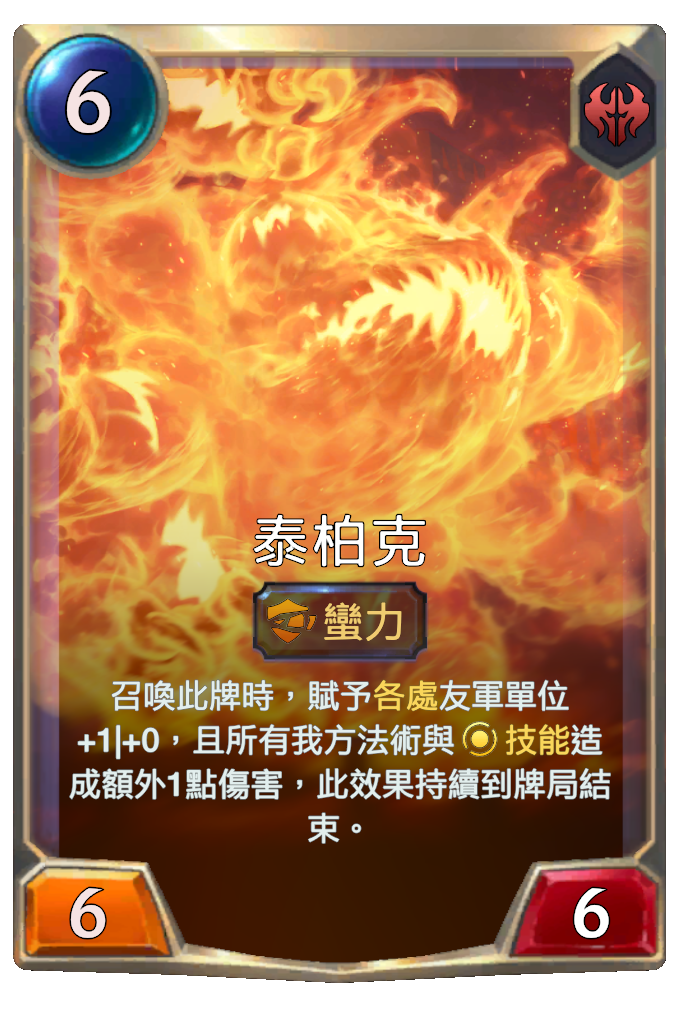 6
泰柏克
蠻力
召喚此牌時，賦予各處友軍單位
+1|+0，且所有我方法術與技能造
成額外1點傷害，此效果持續到牌局結
束。
6
6